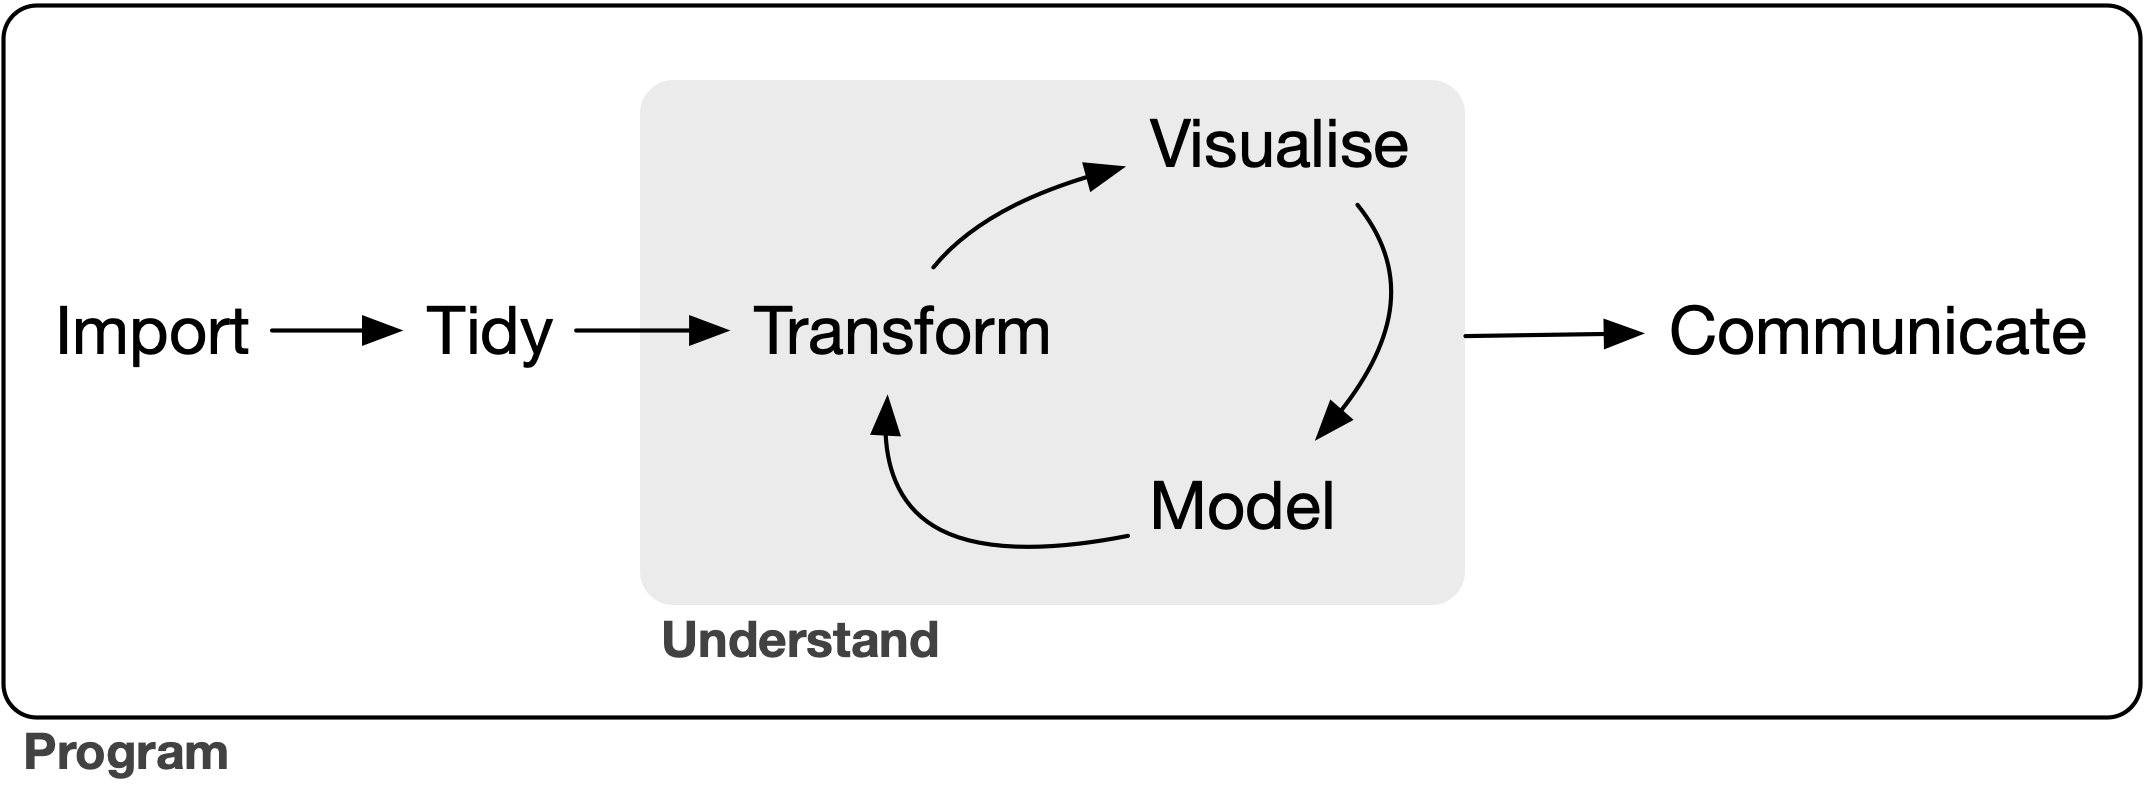 Visualise
Import
Tidy
Transform
Communicate
Model
Understand
Program